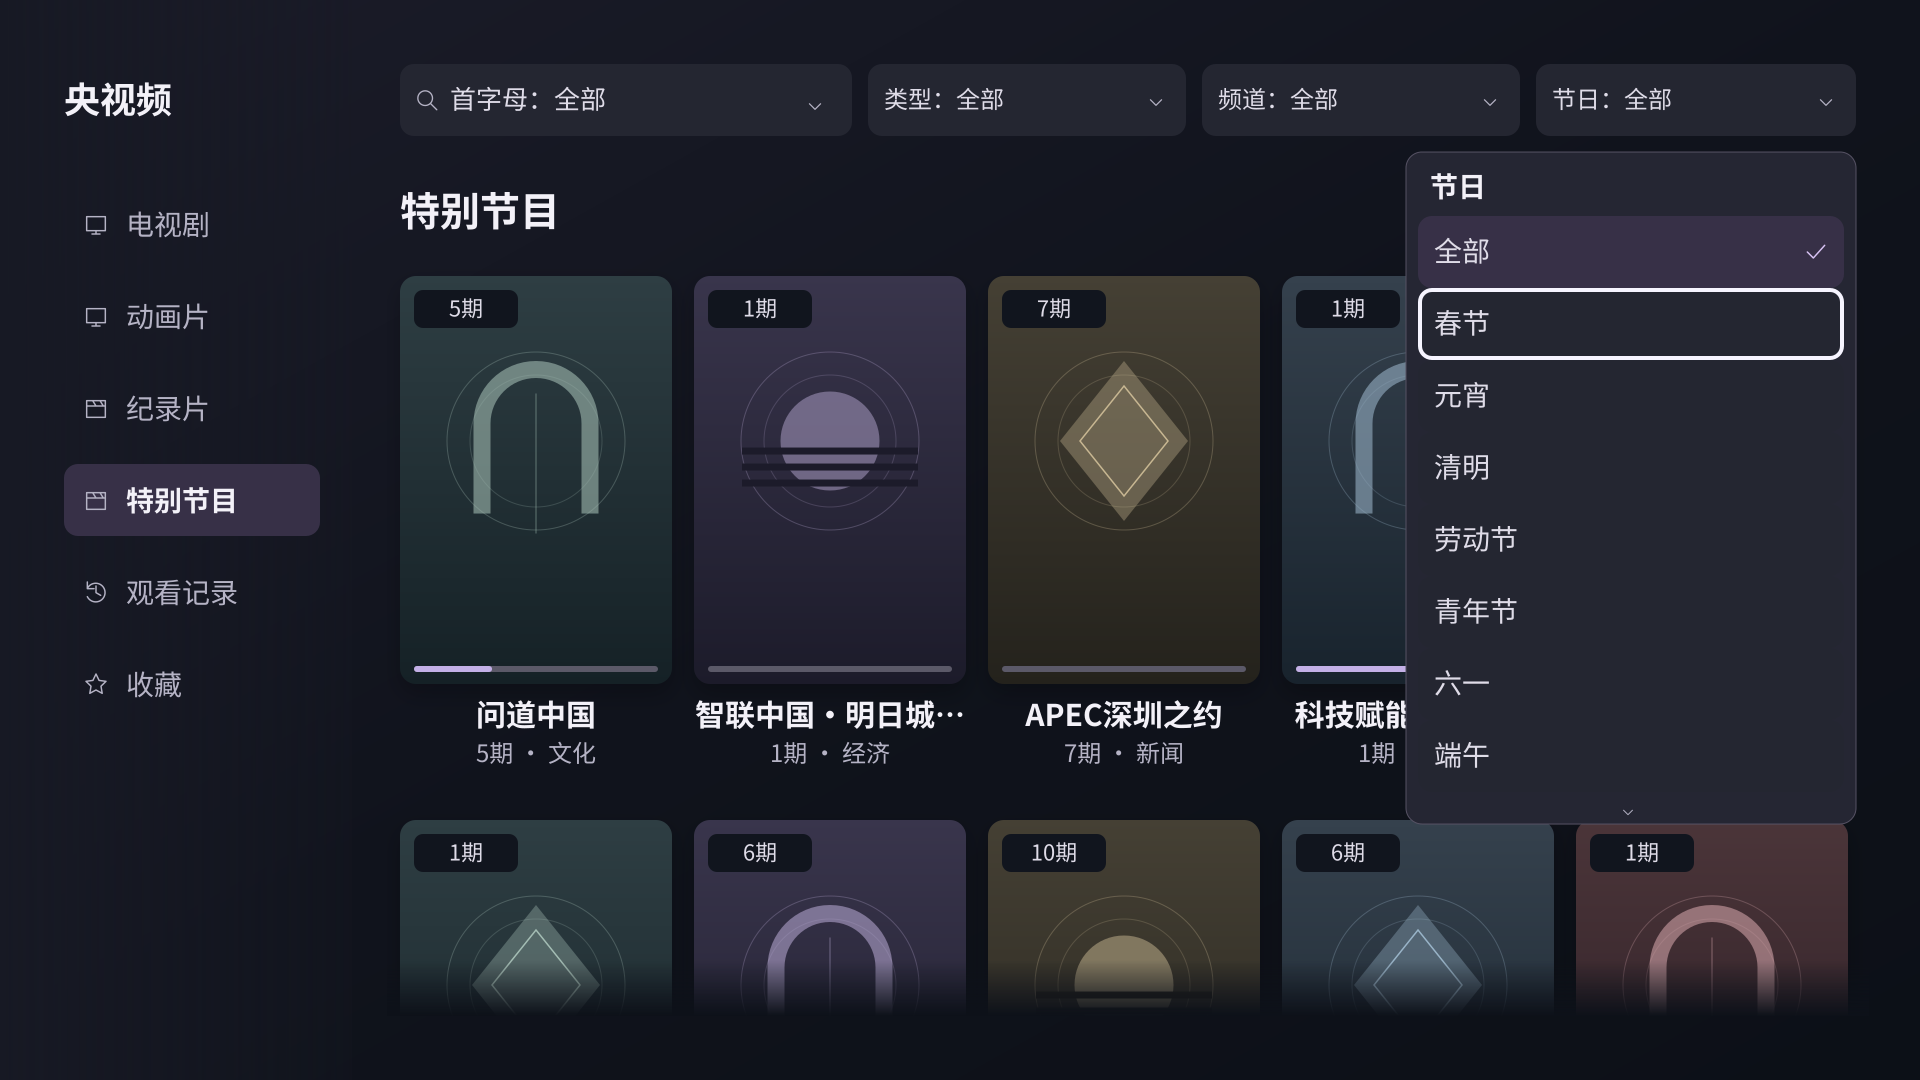 央视频
首字母：全部
类型：全部
频道：全部
节日：全部
电视剧
动画片
纪录片
特别节目
观看记录
收藏
特别节目
5期
1期
7期
1期
问道中国
智联中国·明日城…
APEC深圳之约
科技赋能
5期 · 文化
1期 · 经济
7期 · 新闻
1期
1期
6期
10期
6期
1期
节日
全部
春节
元宵
清明
劳动节
青年节
六一
端午